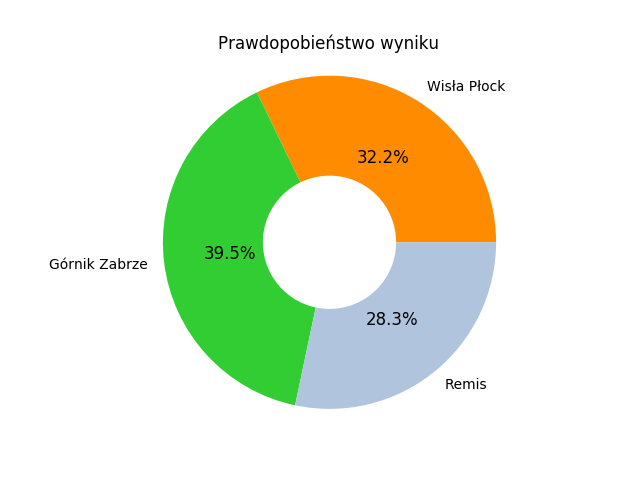 Prawdopobieństwo wyniku
Wisła Płock
32.2%
39.5%
Górnik Zabrze
28.3%
Remis